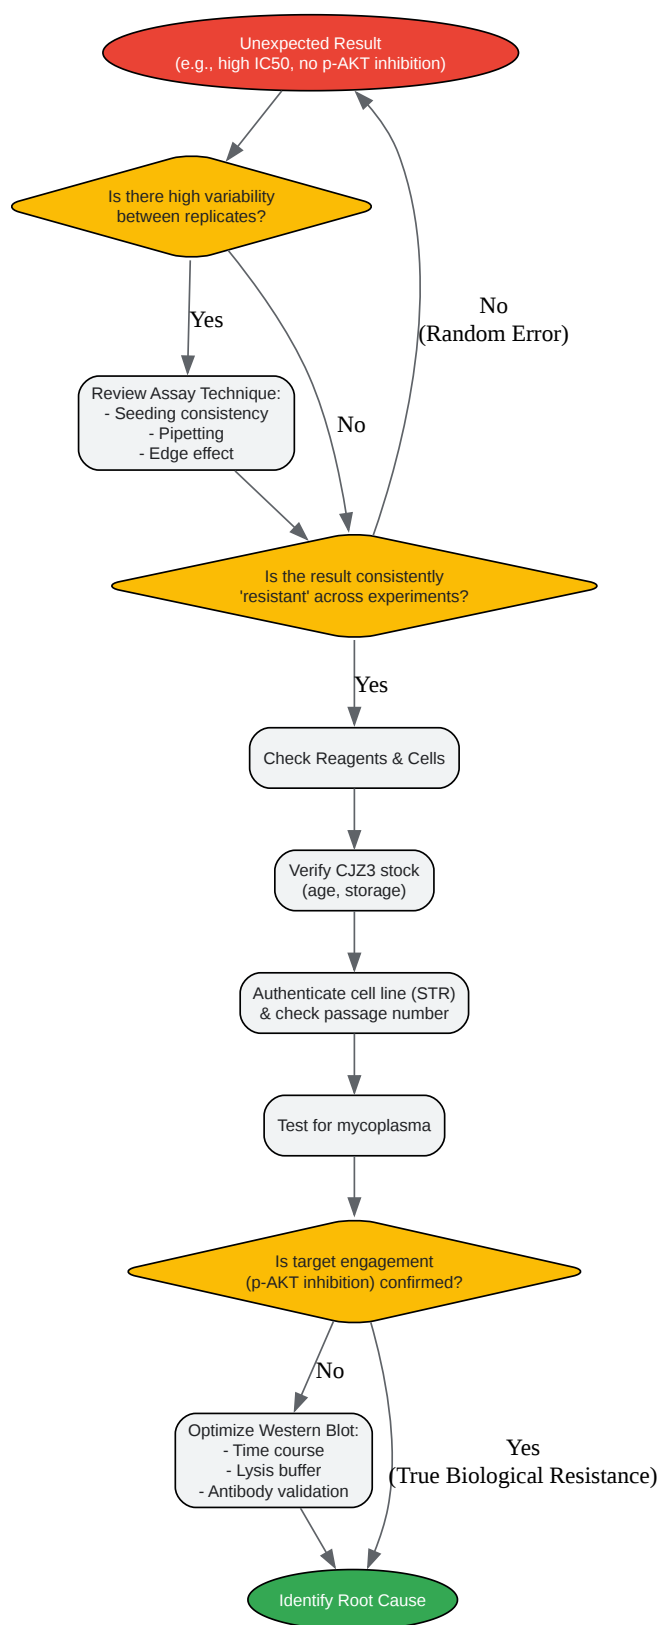 Unexpected Result
(e.g., high IC50, no p-AKT inhibition)
Is there high variability
between replicates?
Yes
No
(Random Error)
Review Assay Technique:
- Seeding consistency
- Pipetting
- Edge effect
No
Is the result consistently
'resistant' across experiments?
Yes
Check Reagents & Cells
Verify CJZ3 stock
(age, storage)
Authenticate cell line (STR)
& check passage number
Test for mycoplasma
Is target engagement
(p-AKT inhibition) confirmed?
No
Optimize Western Blot:
- Time course
- Lysis buffer
- Antibody validation
Yes
(True Biological Resistance)
Identify Root Cause